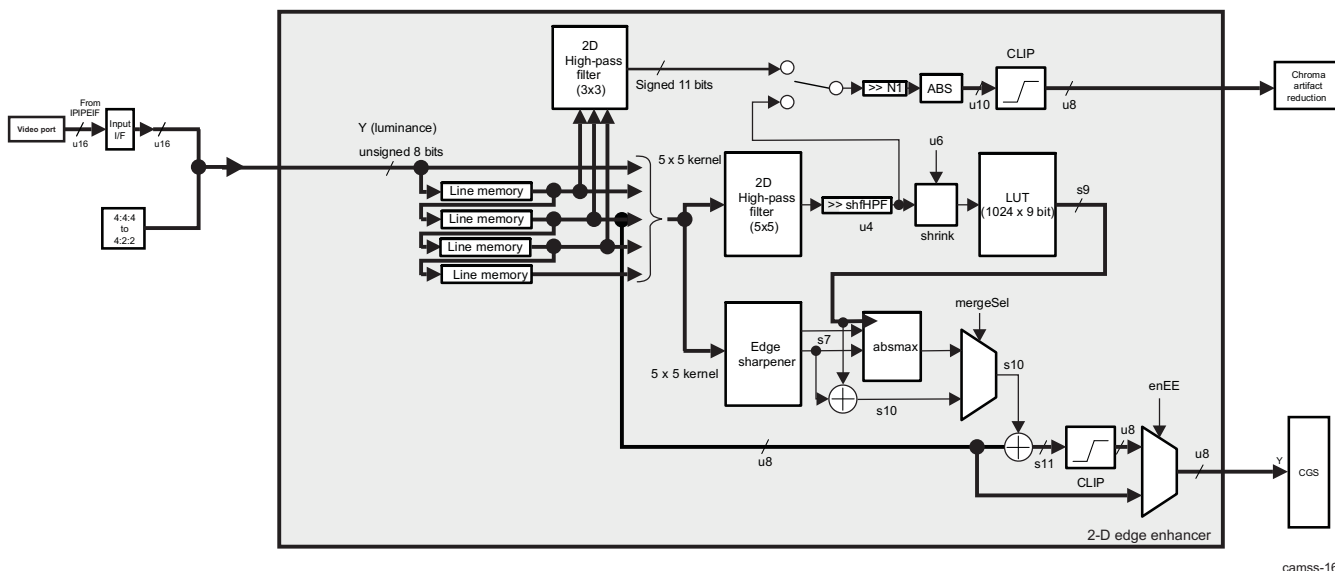 2D
High-pass
filter
(3x3)
Signed 11 bits
CLIP
>> N1
ABS
u10
u8
Chroma
artifact
reduction
From
IPIPEIF
Video port
u16
Input
I/F
u16
Y (luminance)
unsigned 8 bits
5 x 5 kernel
Line memory
Line memory
Line memory
Line memory
4:4:4
to
4:2:2
2D
High-pass
filter
(5x5)
>> shfHPF
u4
u6
shrink
LUT
(1024 x 9 bit)
s9
mergeSel
Edge
sharpener
5 x 5 kernel
s7
absmax
s10
s10
enEE
u8
s11
CLIP
u8
u8
Y
CGS
2-D edge enhancer